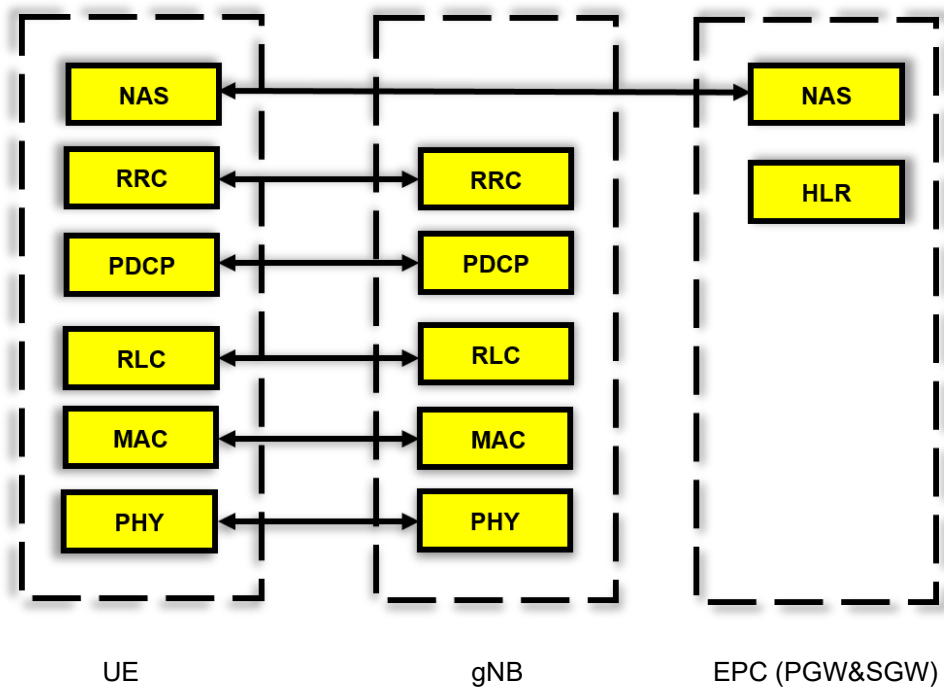 NAS
NAS
RRC
RRC
HLR
PDCP
PDCP
RLC
RLC
MAC
MAC
PHY
PHY
UE
gNB
EPC (PGW&SGW)